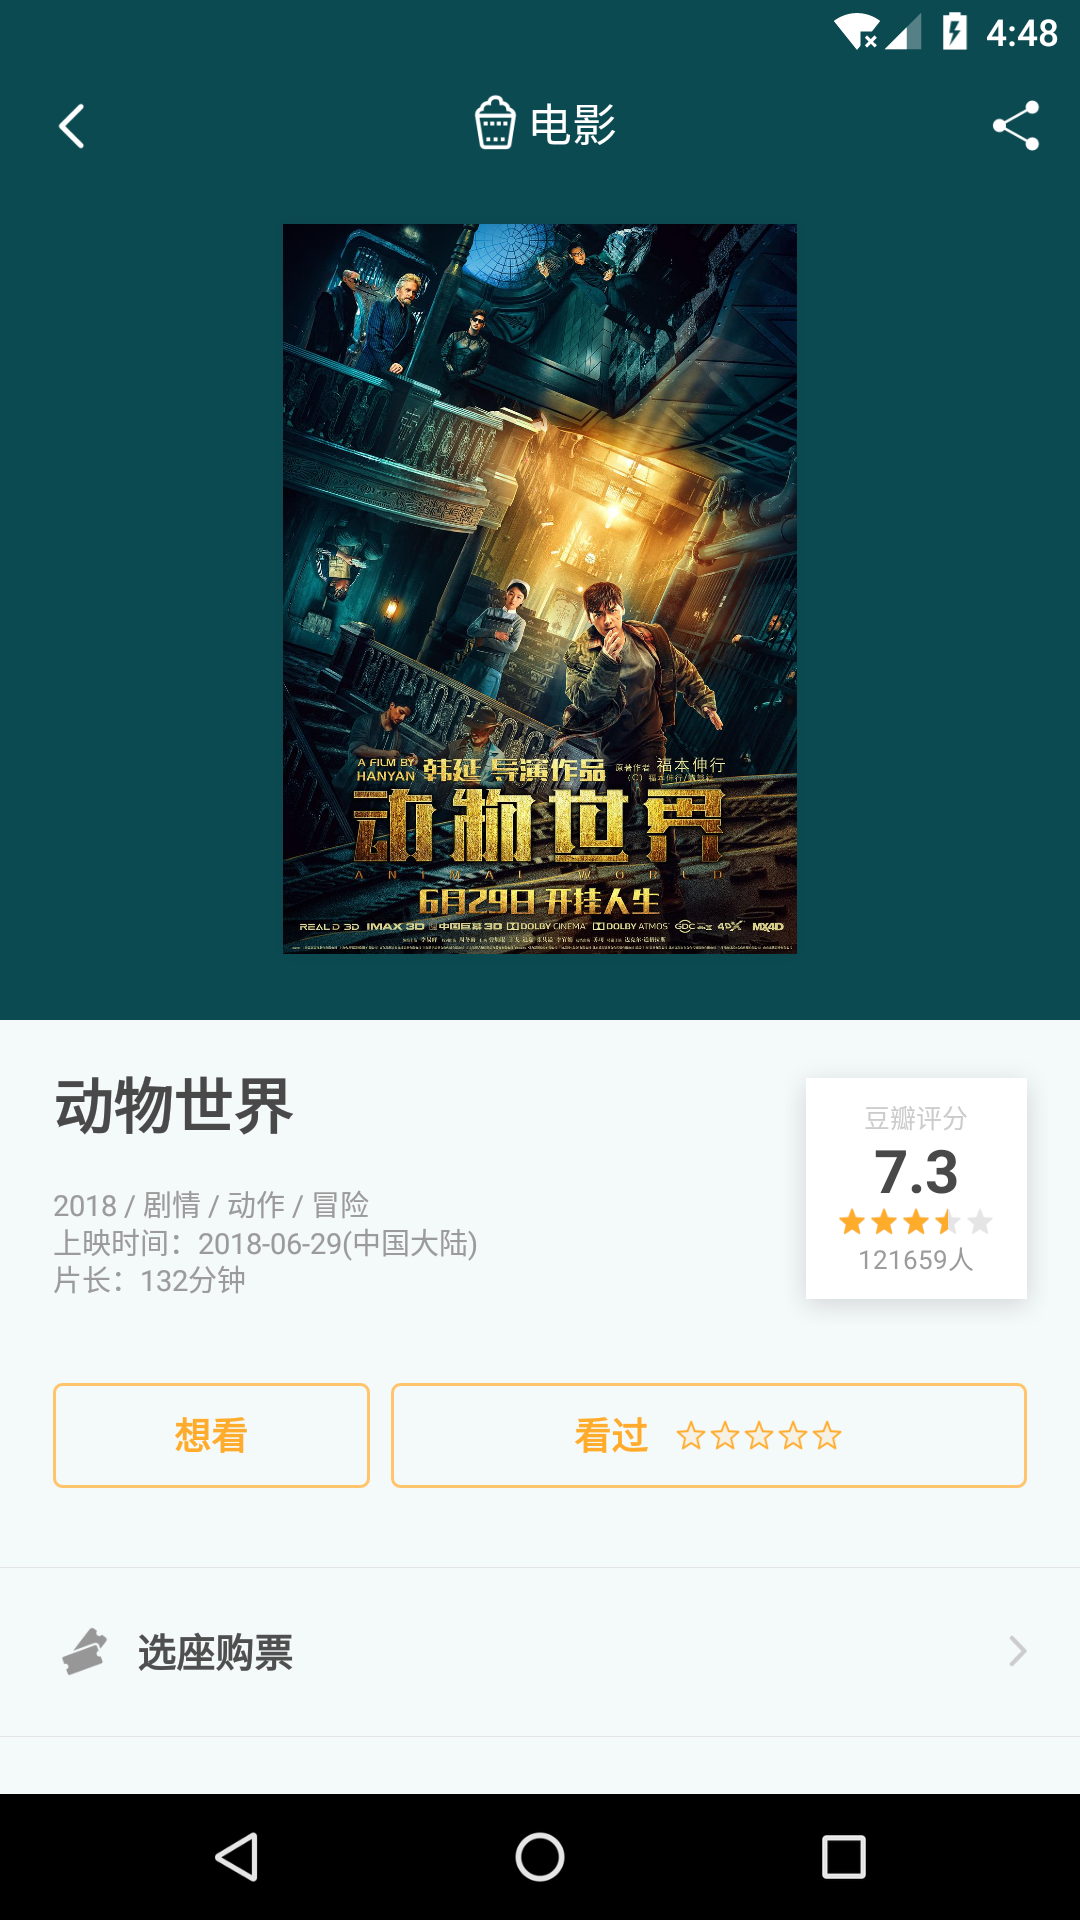 4:48
电影
A FILM BY
HANYAN 韩延 导演作品
原著作者 福本伸行
动物世界
ANIMAL WORLD
6月29日 开挂人生
REAL D 3D IMAX 3D 中国巨幕 3D DOLBY CINEMA DOLBY ATMOS 4DX MX4D
动物世界
豆瓣评分
7.3
121659人
2018 / 剧情 / 动作 / 冒险
上映时间：2018-06-29(中国大陆)
片长：132分钟
想看
看过
选座购票